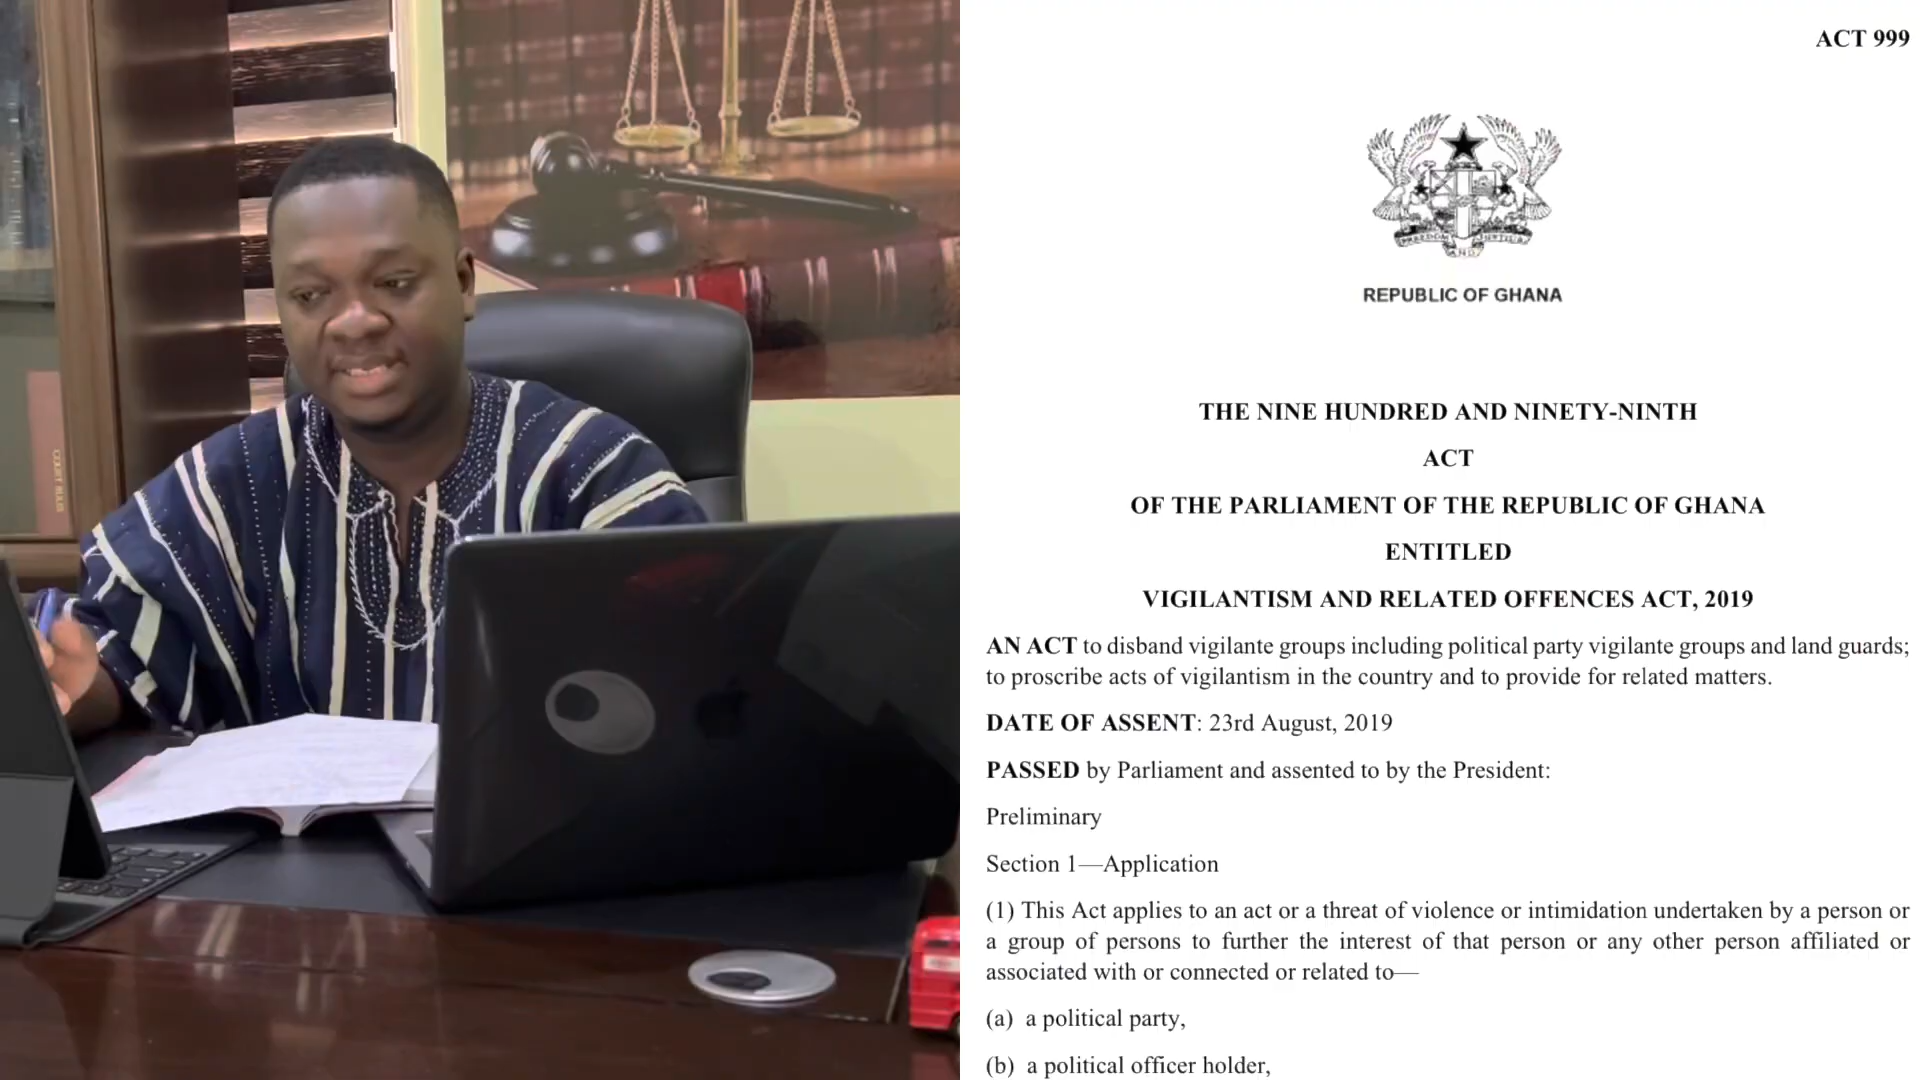 COURT RULES
ACT 999
FREEDOM AND JUSTICE
REPUBLIC OF GHANA
THE NINE HUNDRED AND NINETY-NINTH
ACT
OF THE PARLIAMENT OF THE REPUBLIC OF GHANA
ENTITLED
VIGILANTISM AND RELATED OFFENCES ACT, 2019
AN ACT to disband vigilante groups including political party vigilante groups and land guards;
to proscribe acts of vigilantism in the country and to provide for related matters.
DATE OF ASSENT: 23rd August, 2019
PASSED by Parliament and assented to by the President:
Preliminary
Section 1—Application
(1) This Act applies to an act or a threat of violence or intimidation undertaken by a person or
a group of persons to further the interest of that person or any other person affiliated or
associated with or connected or related to—
(a) a political party,
(b) a political officer holder,